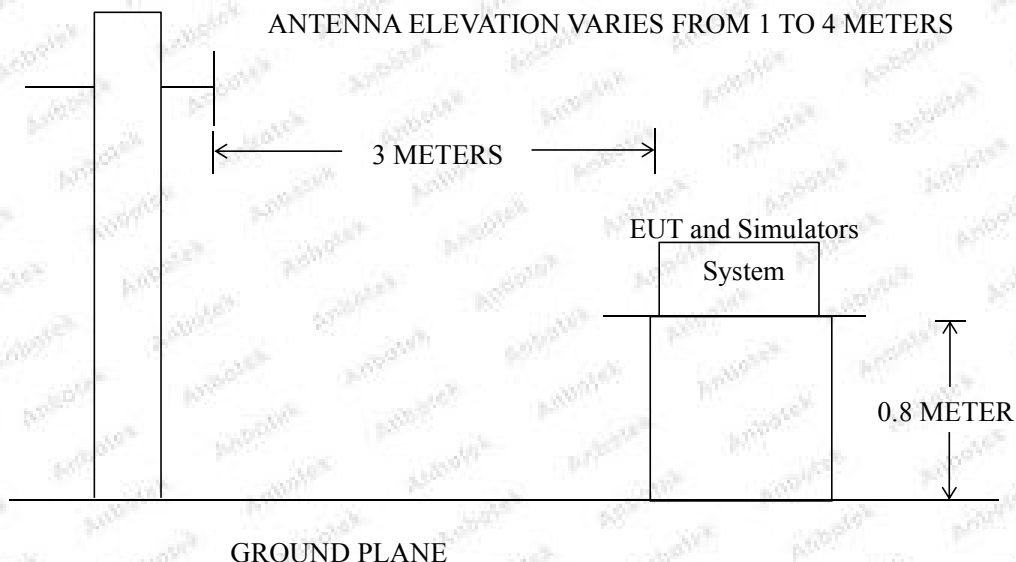 ANTENNA ELEVATION VARIES FROM 1 TO 4 METERS
3 METERS
EUT and Simulators
System
0.8 METER
GROUND PLANE
Anbotek